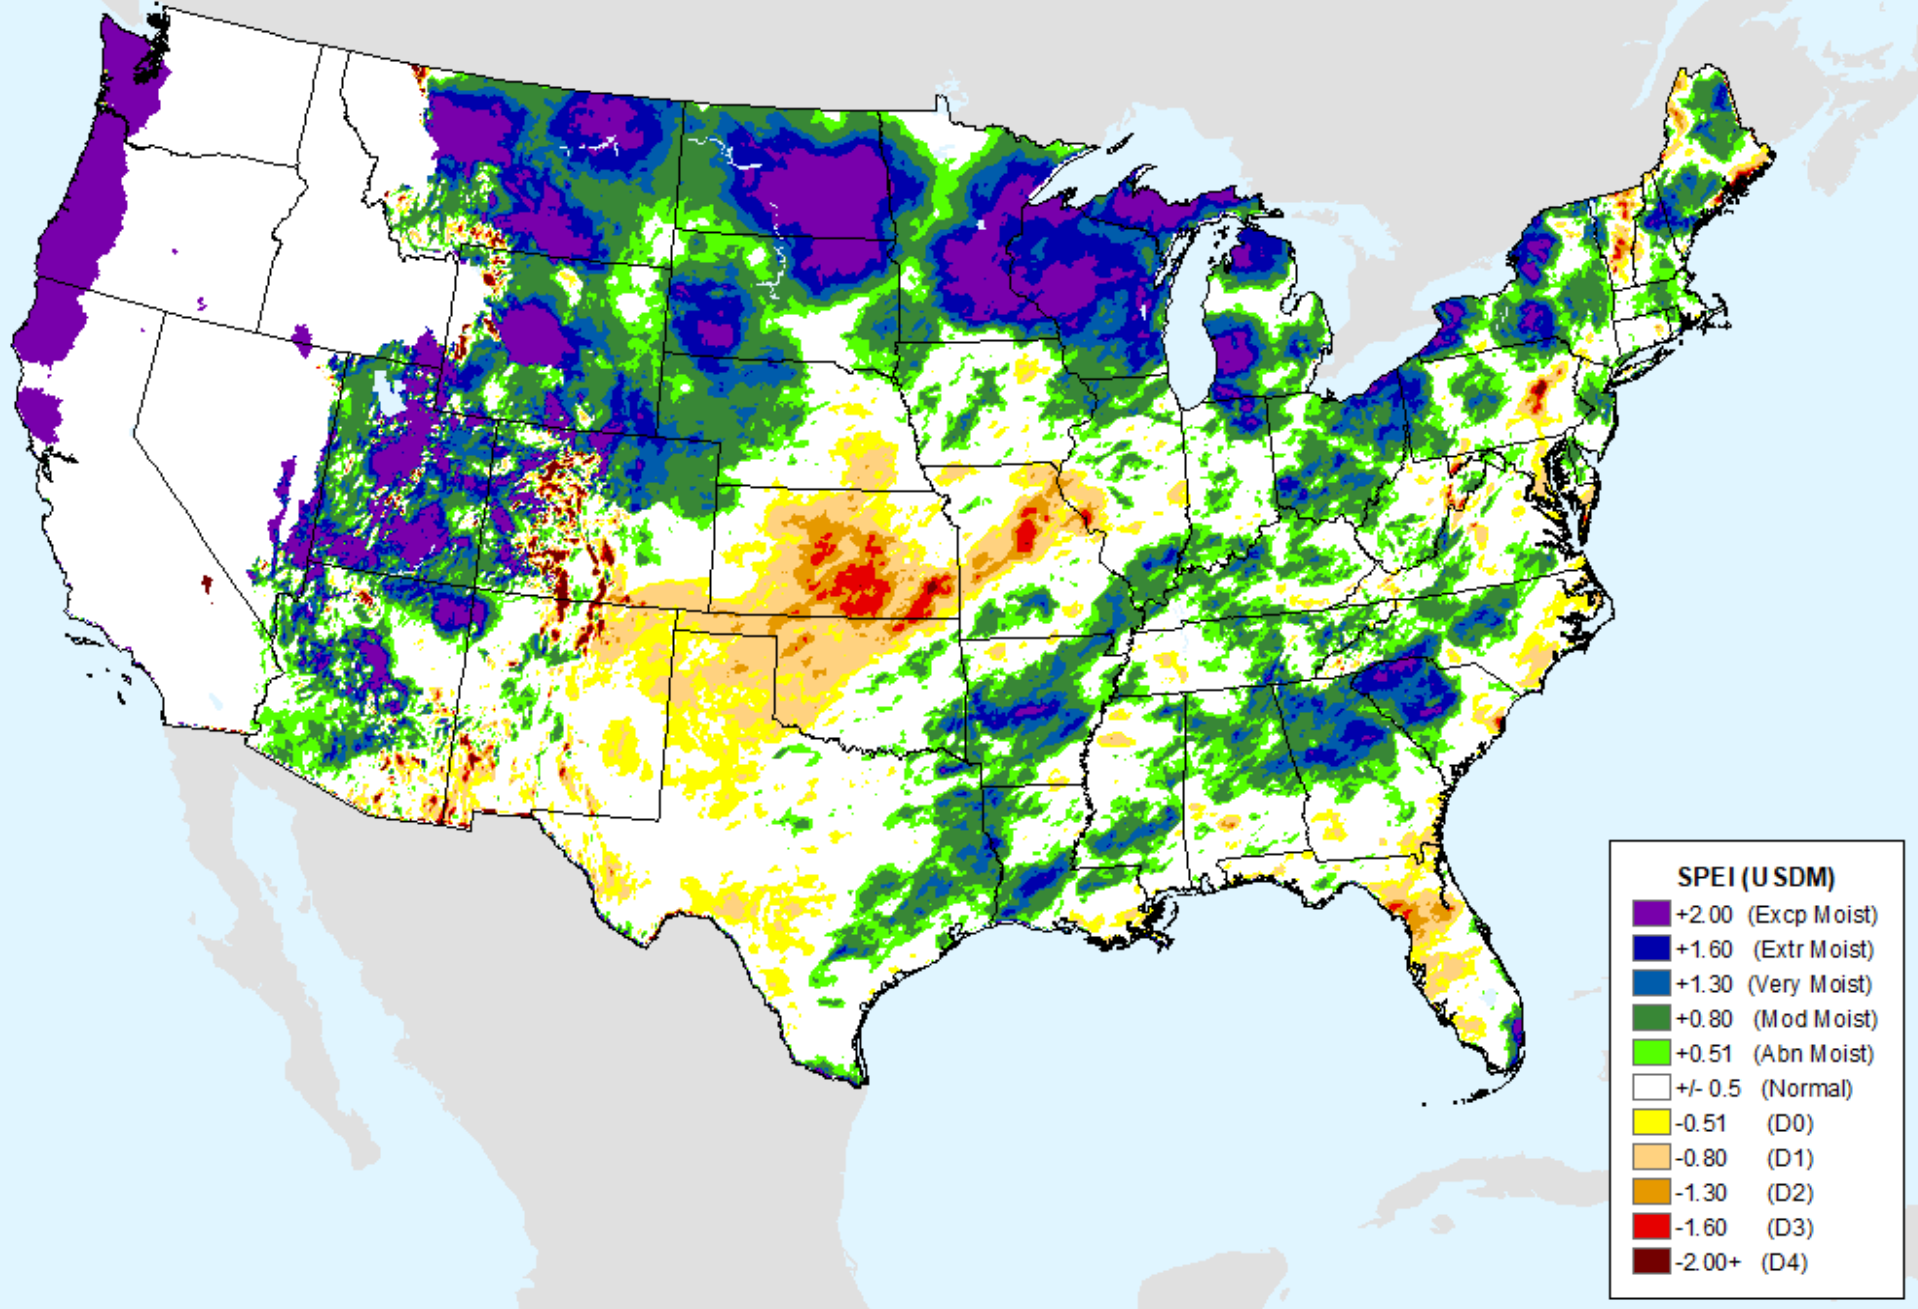 SPEI (USDM)
+2.00 (Excp Moist)
+1.60 (Extr Moist)
+1.30 (Very Moist)
+0.80 (Mod Moist)
+0.51 (Abn Moist)
+/- 0.5 (Normal)
-0.51 (D0)
-0.80 (D1)
-1.30 (D2)
-1.60 (D3)
-2.00+ (D4)